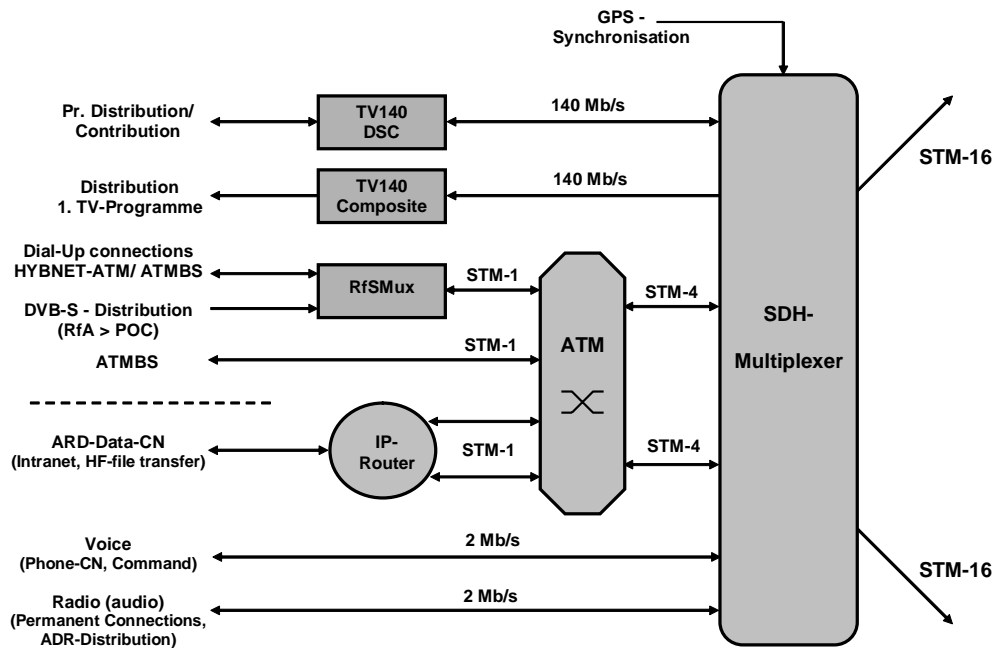 GPS -
Synchronisation
Pr. Distribution/
Contribution
TV140
DSC
140 Mb/s
STM-16
Distribution
1. TV-Programme
TV140
Composite
140 Mb/s
Dial-Up connections
HYBNET-ATM/ ATMBS
RfSMux
STM-1
STM-4
DVB-S - Distribution
(RfA > POC)
SDH-
Multiplexer
ATMBS
STM-1
ATM
ARD-Data-CN
(Intranet, HF-file transfer)
IP-
Router
STM-1
STM-4
Voice
(Phone-CN, Command)
2 Mb/s
STM-16
Radio (audio)
(Permanent Connections,
ADR-Distribution)
2 Mb/s